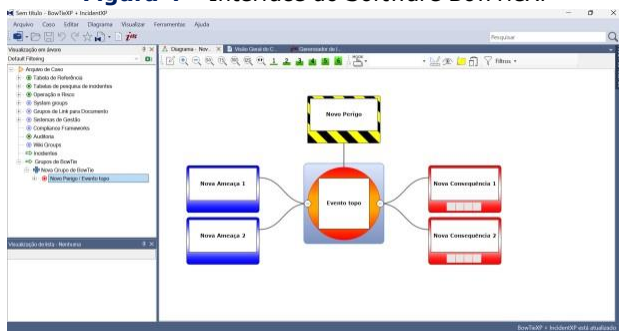 Sem título - BowTieXP + IncidentXP
Arquivo Caso Editar Diagrama Visualizar Ferramentas Ajuda
Pesquisar
Visualização em árvore
Default Filtering
Arquivo de Caso
Tabela de Referência
Tabelas de pesquisa de incidentes
Operação e Risco
System groups
Grupos de Link para Documento
Sistemas de Gestão
Compliance Frameworks
Auditoria
Wiki Groups
Incidentes
Grupos de BowTie
Novo Grupo de BowTie
Novo Perigo / Evento topo
Visualização de lista - Nenhuma
Diagrama - Nov...
Visão Geral do C...
Gerenciador de I...
Filtros
Novo Perigo
Nova Ameaça 1
Evento topo
Nova Consequência 1
Nova Ameaça 2
Nova Consequência 2
BowTieXP + IncidentXP está atualizado